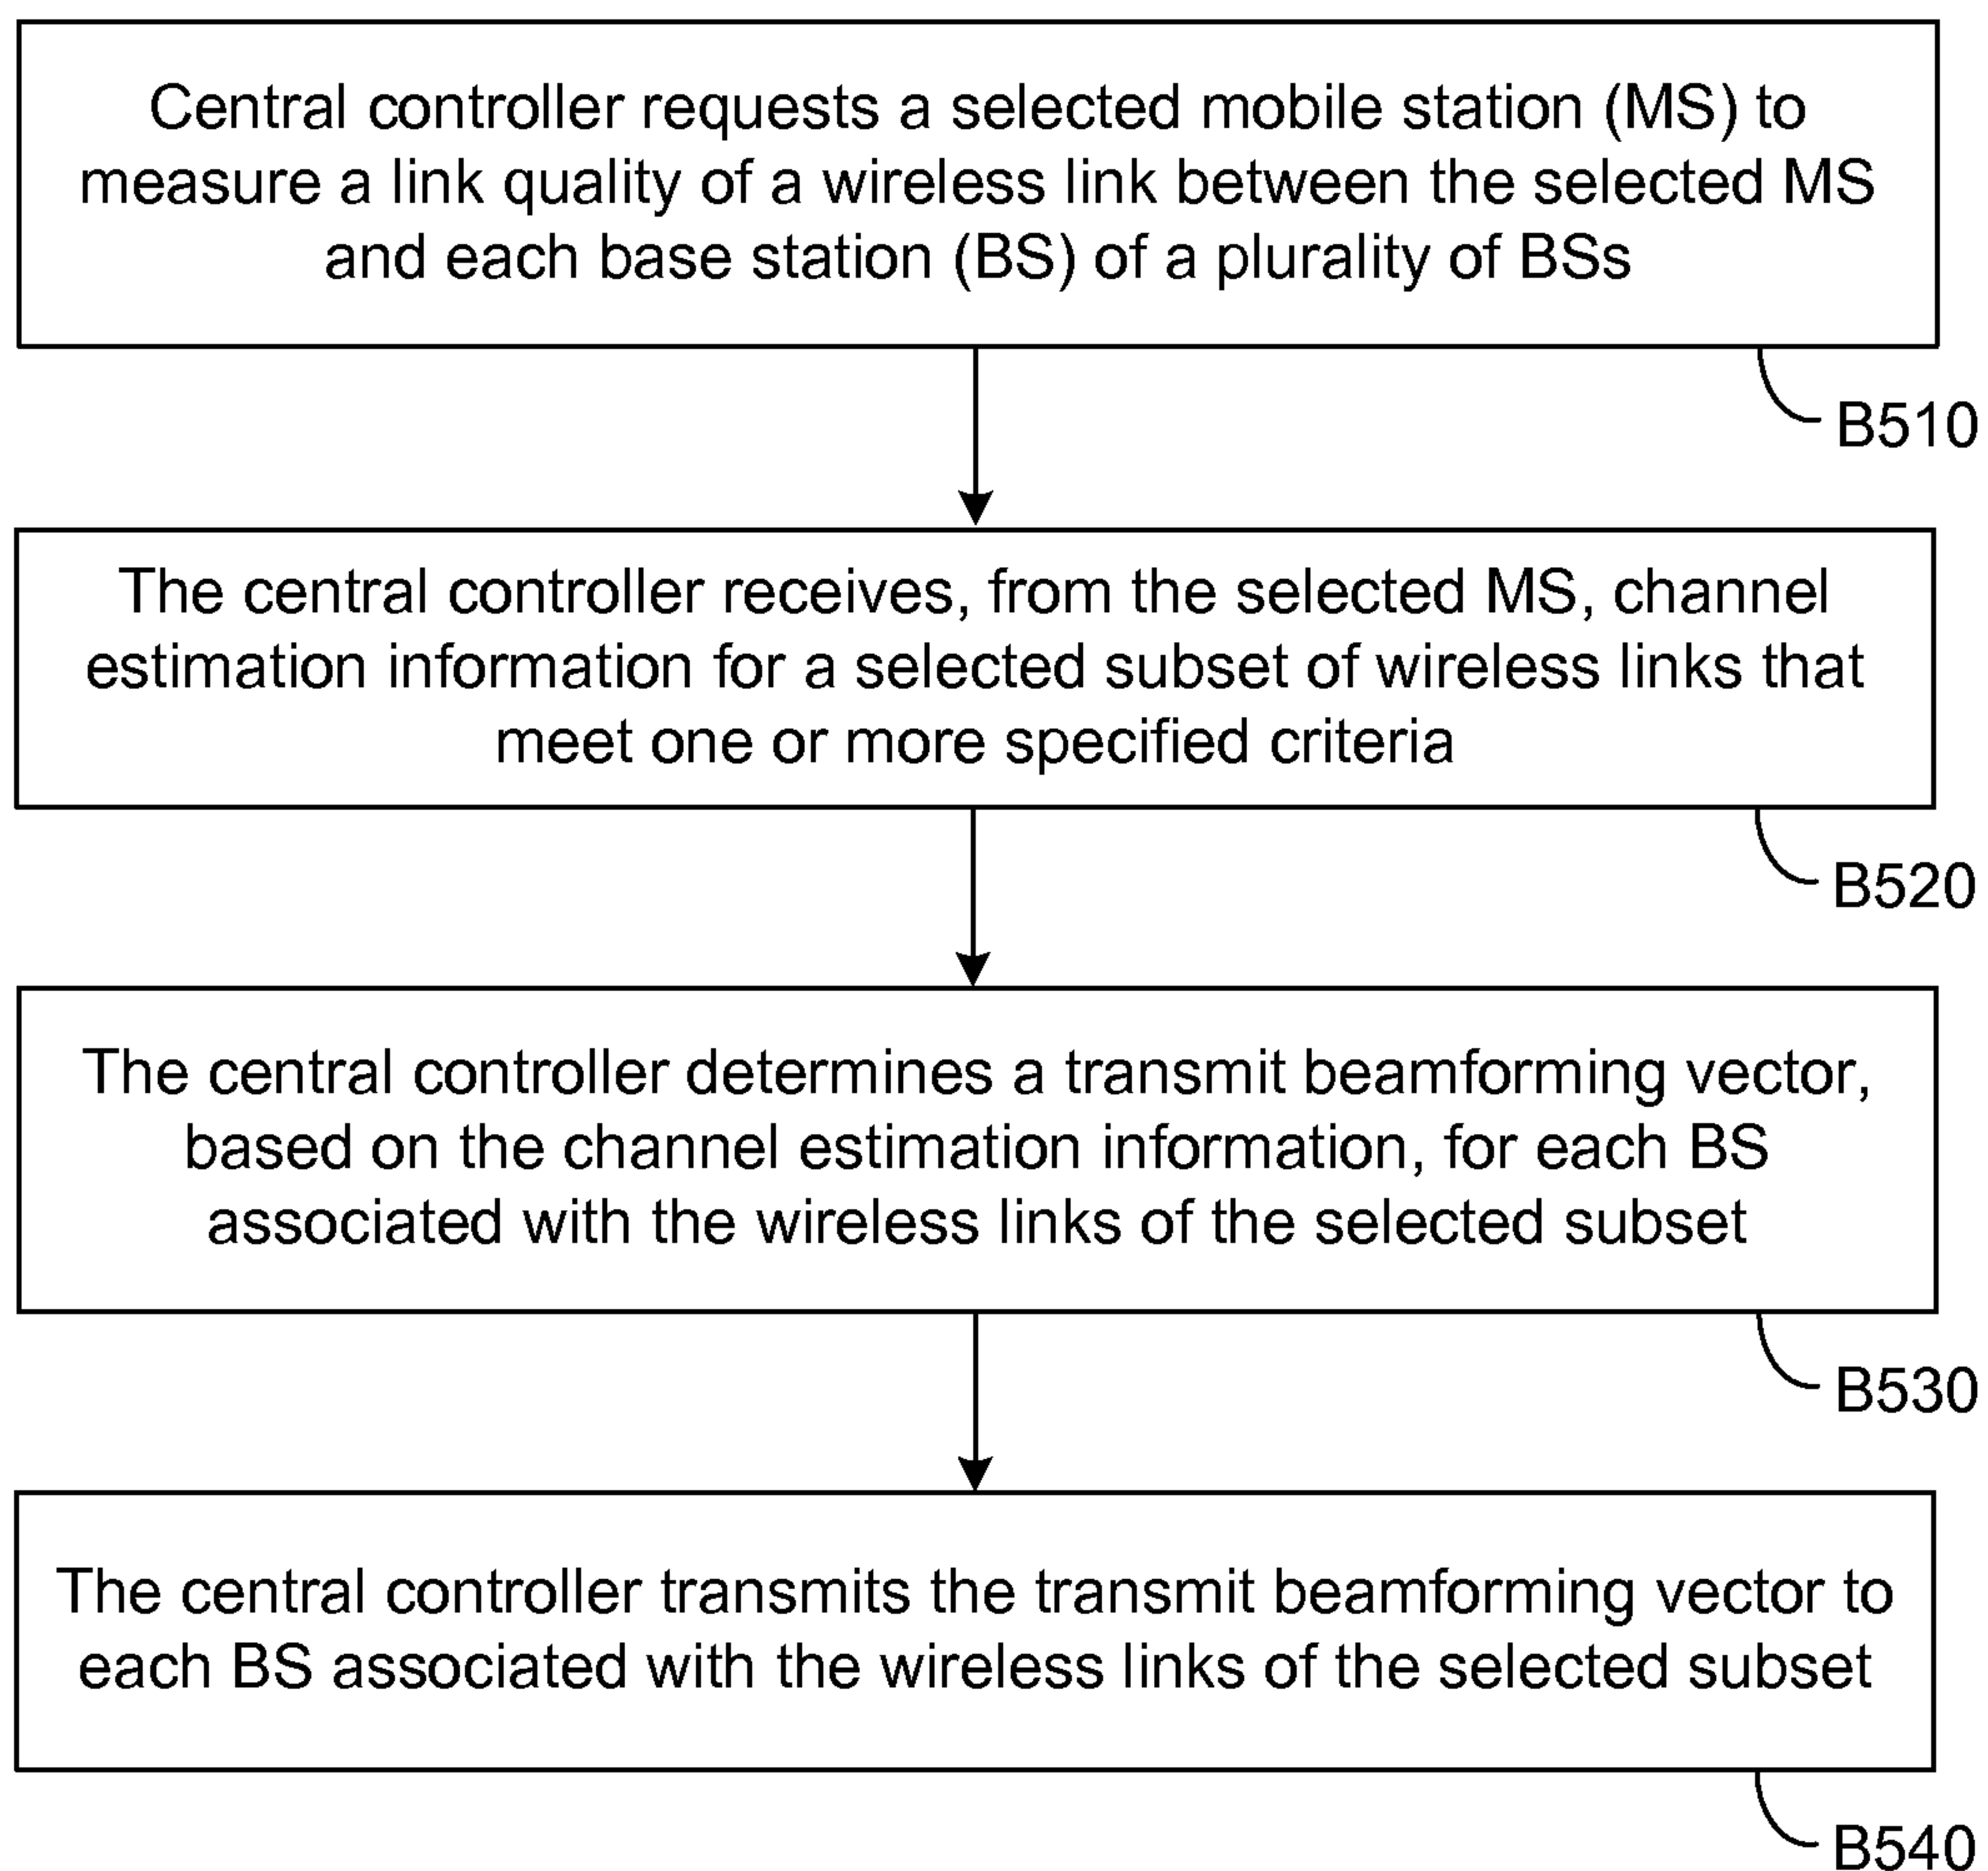 Central controller requests a selected mobile station (MS) to
measure a link quality of a wireless link between the selected MS
and each base station (BS) of a plurality of BSs
B510
The central controller receives, from the selected MS, channel
estimation information for a selected subset of wireless links that
meet one or more specified criteria
B520
The central controller determines a transmit beamforming vector,
based on the channel estimation information, for each BS
associated with the wireless links of the selected subset
B530
The central controller transmits the transmit beamforming vector to
each BS associated with the wireless links of the selected subset
B540